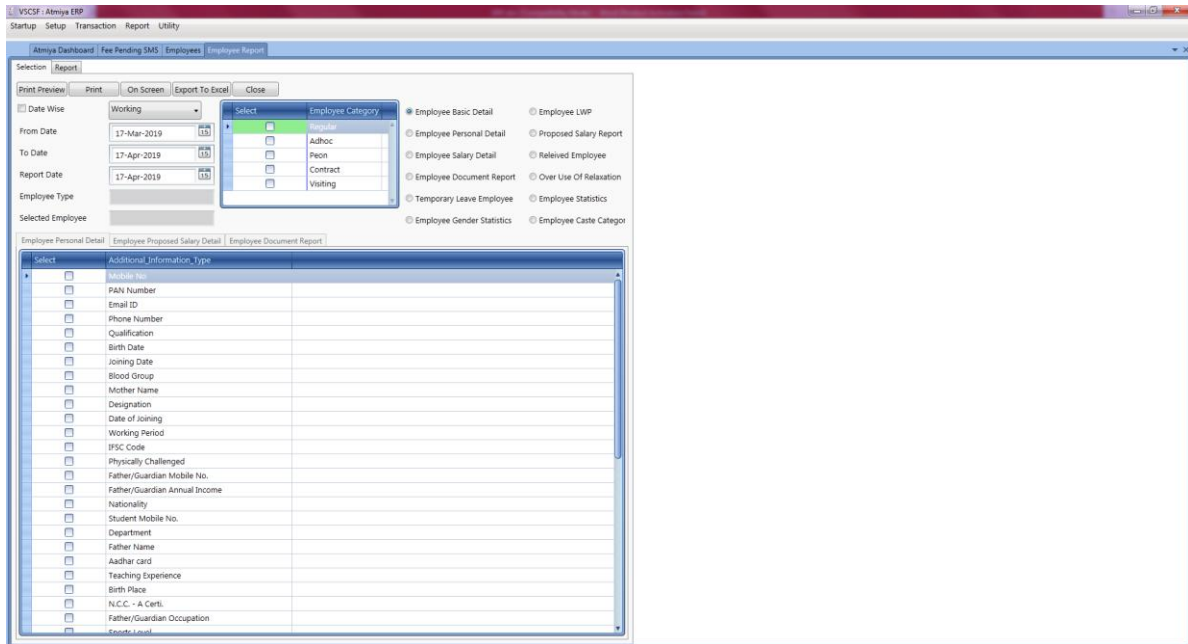 VSCSF : Atmiya ERP
Startup Setup Transaction Report Utility
Atmiya Dashboard Fee Pending SMS Employees Employee Report
Selection Report
Print Preview Print On Screen Export To Excel Close
Date Wise Working
From Date 17-Mar-2019 15
To Date 17-Apr-2019 15
Report Date 17-Apr-2019 15
Employee Type
Selected Employee
Select Employee Category
Regular
Adhoc
Peon
Contract
Visiting
Employee Basic Detail Employee LWP
Employee Personal Detail Proposed Salary Report
Employee Salary Detail Releived Employee
Employee Document Report Over Use Of Relaxation
Temporary Leave Employee Employee Statistics
Employee Gender Statistics Employee Caste Categor
Employee Personal Detail Employee Proposed Salary Detail Employee Document Report
Select Additional_Information_Type
Mobile No
PAN Number
Email ID
Phone Number
Qualification
Birth Date
Joining Date
Blood Group
Mother Name
Designation
Date of Joining
Working Period
IFSC Code
Physically Challenged
Father/Guardian Mobile No.
Father/Guardian Annual Income
Nationality
Student Mobile No.
Department
Father Name
Aadhar card
Teaching Experience
Birth Place
N.C.C. - A Certi.
Father/Guardian Occupation
Sports Level